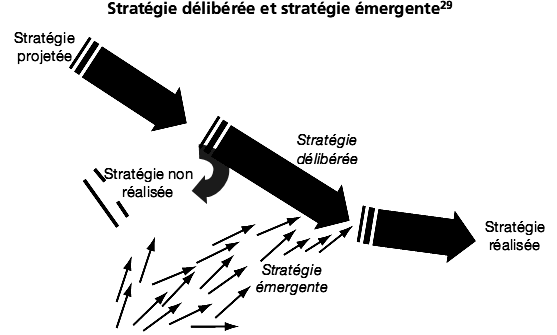 Stratégie délibérée et stratégie émergente29
Stratégie
projetée
Stratégie
délibérée
Stratégie non
réalisée
Stratégie
réalisée
Stratégie
émergente